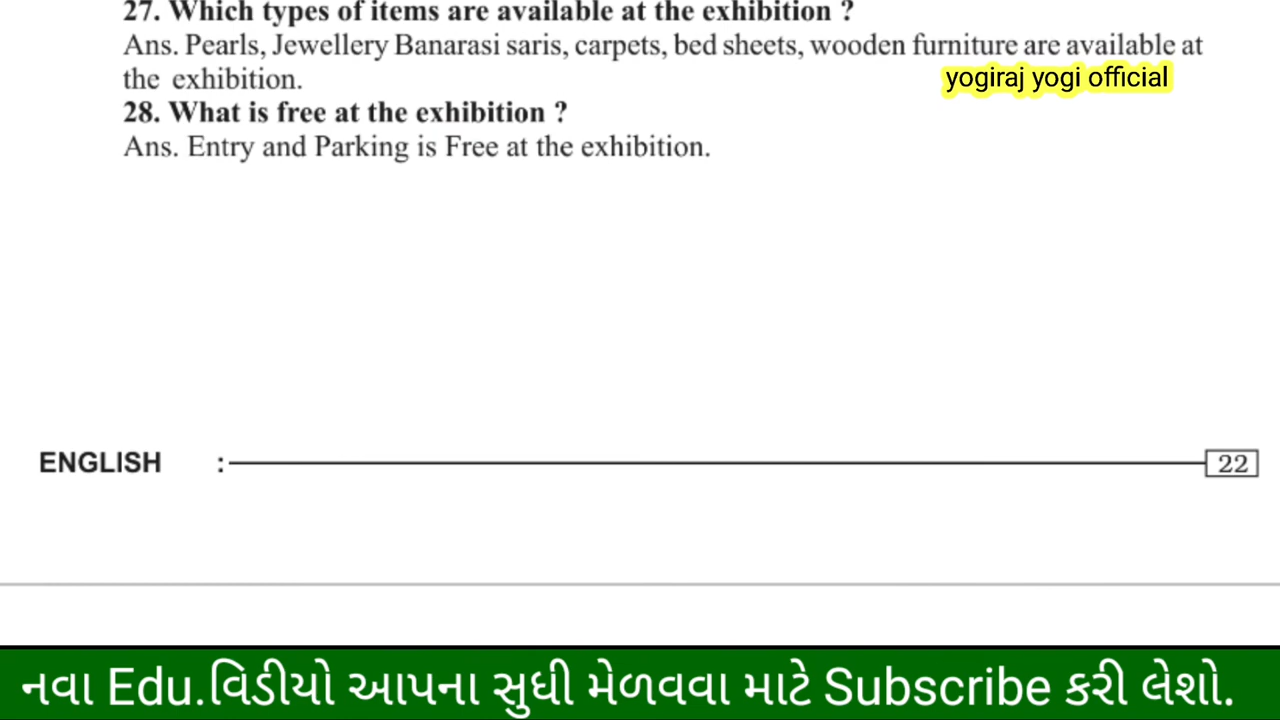 27. Which types of items are available at the exhibition ?
Ans. Pearls, Jewellery Banarasi saris, carpets, bed sheets, wooden furniture are available at
the exhibition.
yogiraj yogi official
28. What is free at the exhibition ?
Ans. Entry and Parking is Free at the exhibition.
ENGLISH : 22
નવા Edu.વિડીયો આપના સુધી મેળવવા માટે Subscribe કરી લેશો.